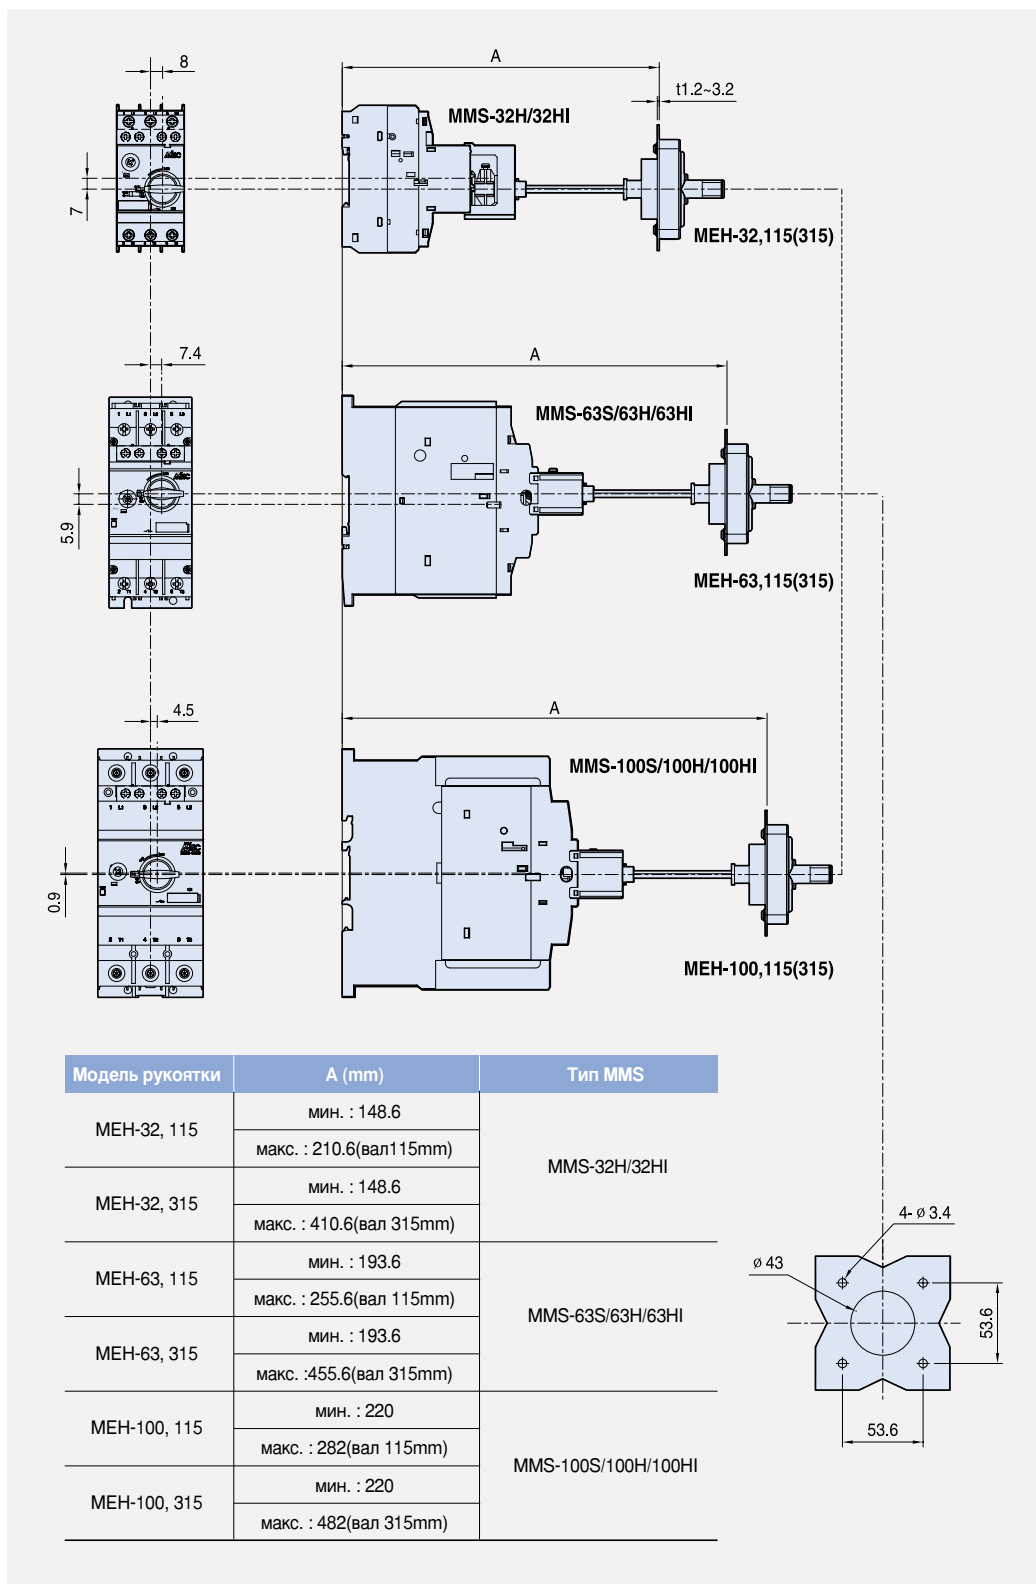 8
A
t1.2~3.2
MMS-32H/32HI
7
MEH-32,115(315)
7.4
A
MMS-63S/63H/63HI
5.9
MEH-63,115(315)
4.5
A
MMS-100S/100H/100HI
0.9
MEH-100,115(315)
Модель рукоятки A (mm) Тип MMS
MEH-32, 115
мин. : 148.6
макс. : 210.6(вал115mm)
MMS-32H/32HI
MEH-32, 315
мин. : 148.6
макс. : 410.6(вал 315mm)
MEH-63, 115
мин. : 193.6
макс. : 255.6(вал 115mm)
MMS-63S/63H/63HI
MEH-63, 315
мин. : 193.6
макс. :455.6(вал 315mm)
MEH-100, 115
мин. : 220
макс. : 282(вал 115mm)
MMS-100S/100H/100HI
MEH-100, 315
мин. : 220
макс. : 482(вал 315mm)
4- ø 3.4
ø 43
53.6
53.6